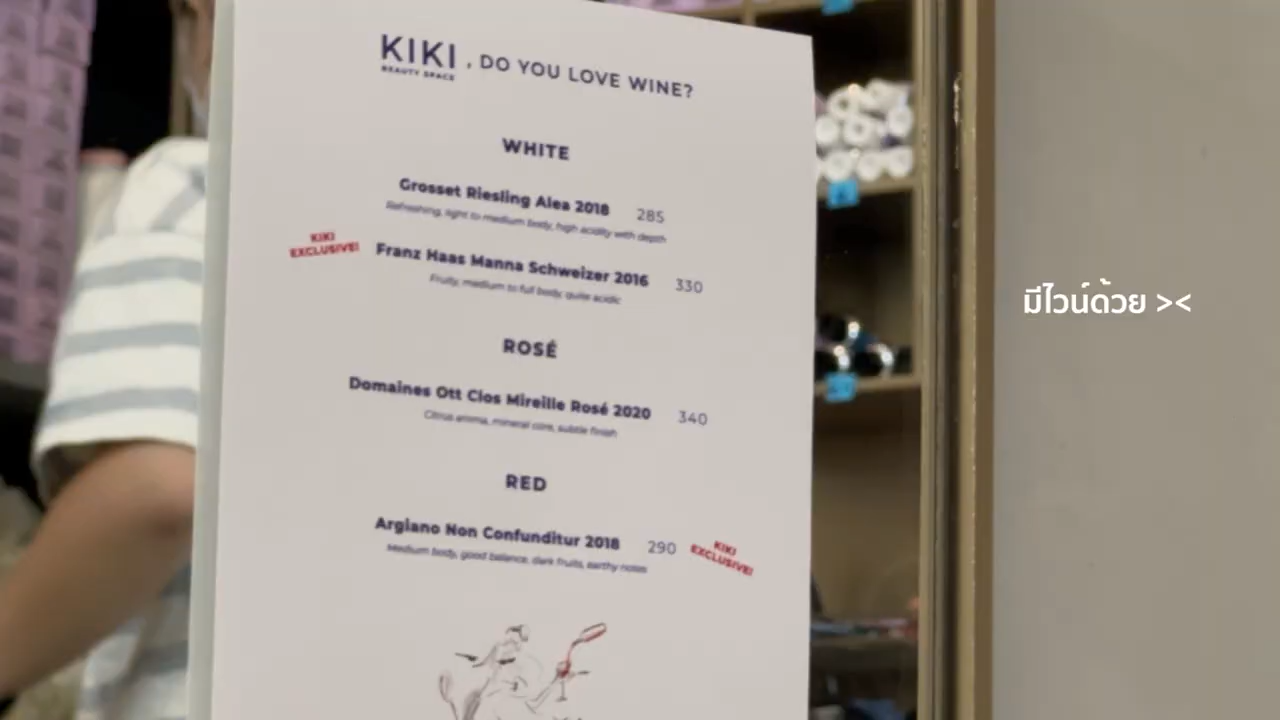 KIKI , DO YOU LOVE WINE?
BEAUTY SPACE
WHITE
Grosset Riesling Alea 2018 285
Refreshing, light to medium body, high acidity with depth
KIKI
EXCLUSIVE!
Franz Haas Manna Schweizer 2016 330
Fruity, medium to full body, quite acidic
ROSÉ
Domaines Ott Clos Mireille Rosé 2020 340
Citrus aroma, mineral core, subtle finish
RED
Argiano Non Confunditur 2018 290
KIKI
EXCLUSIVE!
Medium body, good balance, dark fruits, earthy notes
มีไวน์ด้วย ><